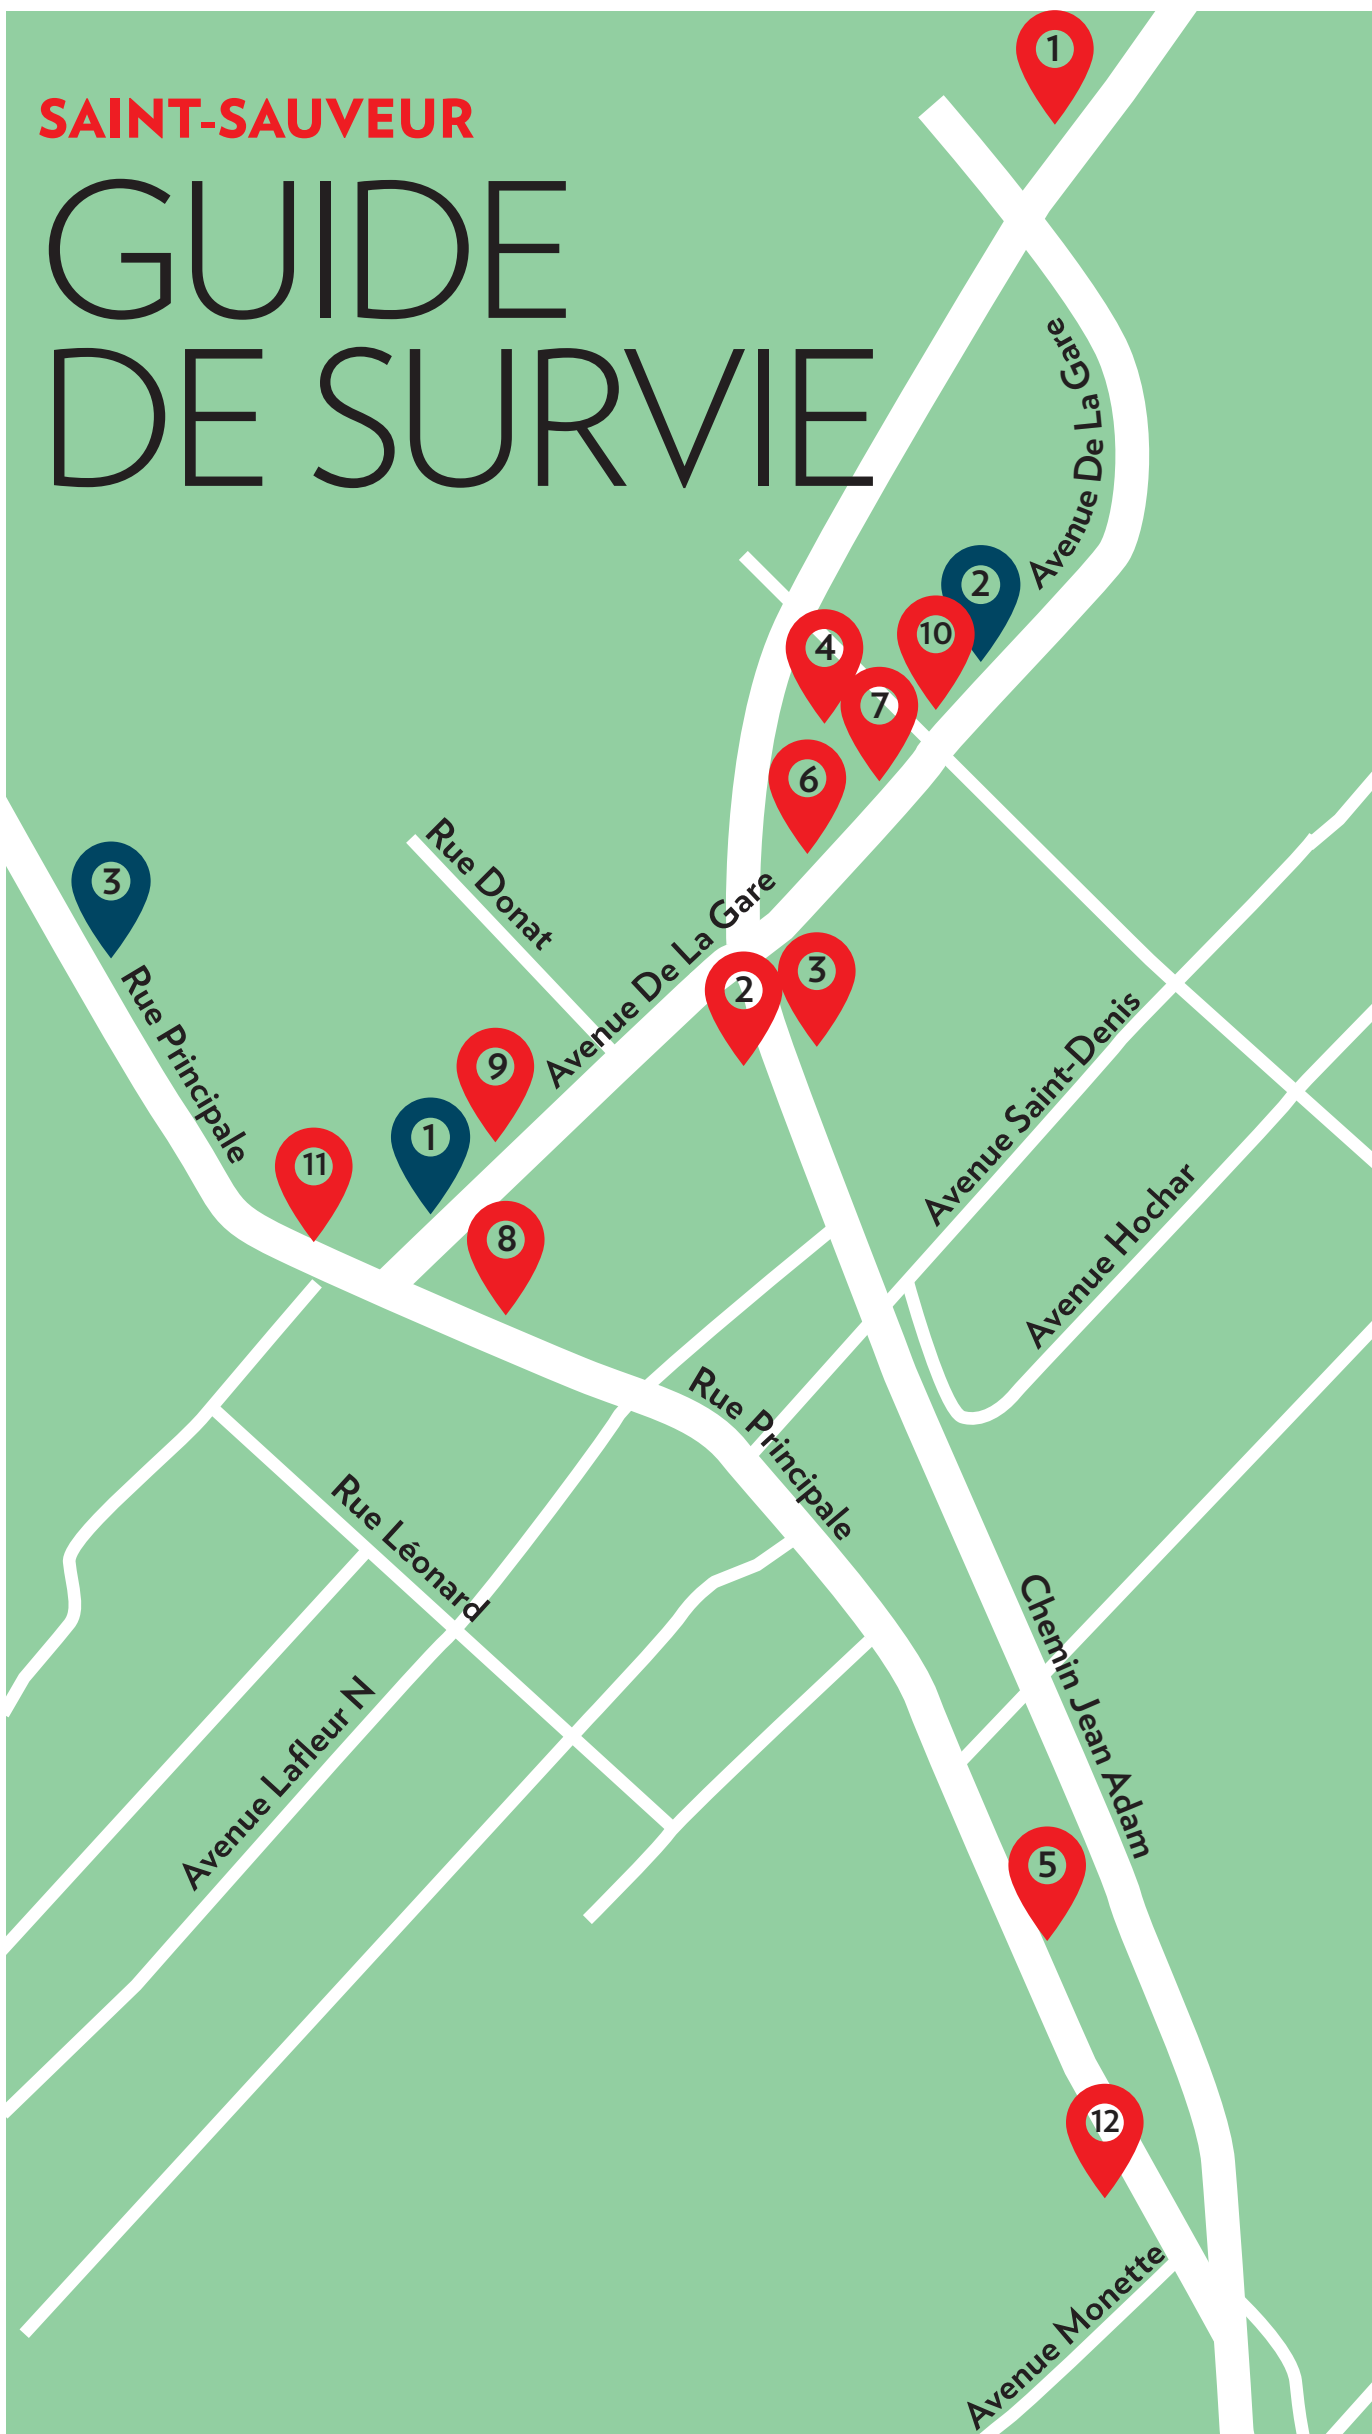 SAINT-SAUVEUR
GUIDE
DE SURVIE
1
Avenue De La Gare
2
10
4
7
6
3
Rue Donat
Avenue De La Gare
Rue Principale
2
3
9
1
11
8
Avenue Saint-Denis
Avenue Hochar
Rue Principale
Rue Léonard
Chemin Jean Adam
Avenue Lafleur N
5
12
Avenue Monette